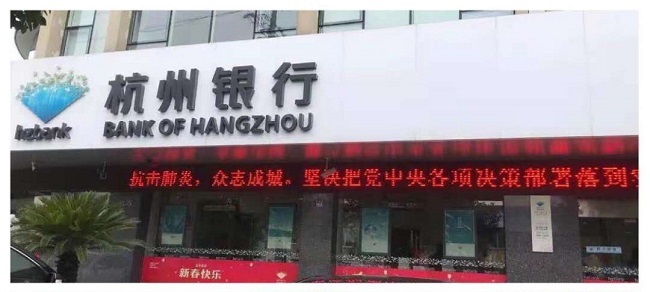 杭州银行
hzbank
BANK OF HANGZHOU
抗击肺炎，众志成城。坚决把党中央各项决策部署落到
新春快乐